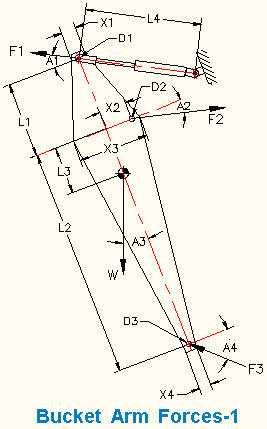 X1
L4
F1
A1
D1
D2
X2
A2
F2
L1
X3
L3
L2
A3
W
D3
A4
F3
X4
Bucket Arm Forces-1